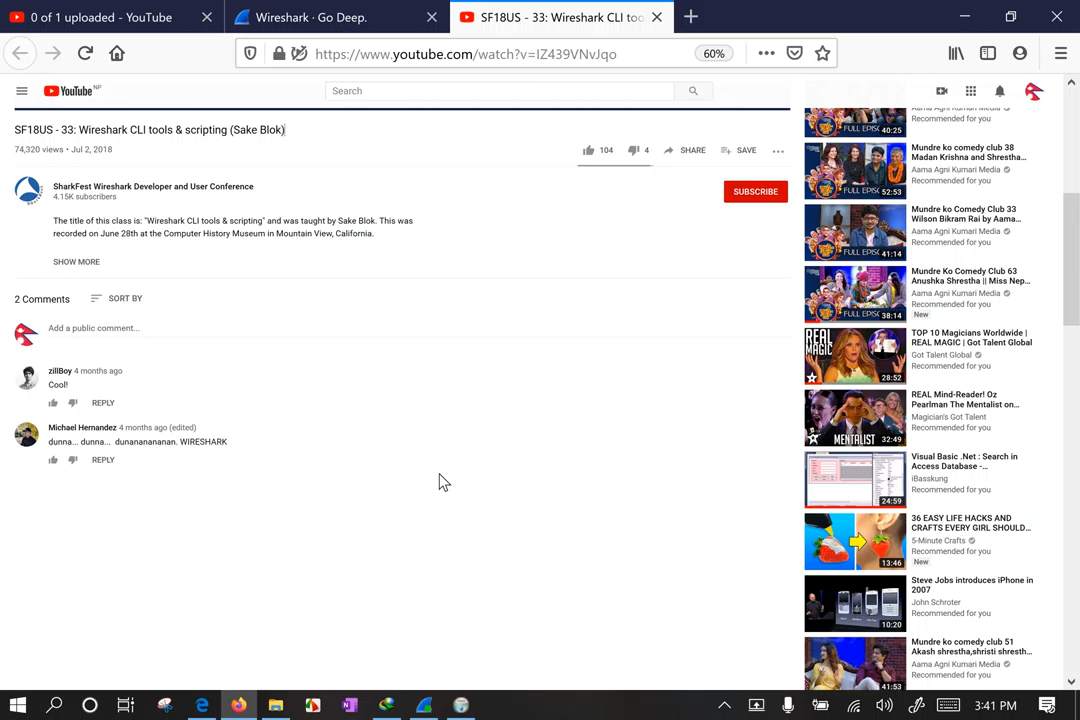 0 of 1 uploaded - YouTube
Wireshark · Go Deep.
SF18US - 33: Wireshark CLI too
https://www.youtube.com/watch?v=IZ439VNvJqo
60%
YouTube NP
Search
SF18US - 33: Wireshark CLI tools & scripting (Sake Blok)
74,320 views • Jul 2, 2018
104
4
SHARE
SAVE
SharkFest Wireshark Developer and User Conference
4.15K subscribers
SUBSCRIBE
The title of this class is: "Wireshark CLI tools & scripting" and was taught by Sake Blok. This was
recorded on June 28th at the Computer History Museum in Mountain View, California.
SHOW MORE
2 Comments
SORT BY
Add a public comment...
zillBoy 4 months ago
Cool!
REPLY
Michael Hernandez 4 months ago (edited)
dunna... dunna... dunanananan. WIRESHARK
REPLY
FULL EPISO
40:25
Aama Agni Kumari Media
Recommended for you
FULL EPISO
52:53
Mundre ko comedy club 38
Madan Krishna and Shrestha...
Aama Agni Kumari Media
Recommended for you
FULL EPISO
41:14
Mundre ko Comedy Club 33
Wilson Bikram Rai by Aama...
Aama Agni Kumari Media
Recommended for you
FULL EPISO
38:14
Mundre Ko Comedy Club 63
Anushka Shrestha || Miss Nep...
Aama Agni Kumari Media
Recommended for you
New
REAL
MAGIC
28:52
TOP 10 Magicians Worldwide |
REAL MAGIC | Got Talent Global
Got Talent Global
Recommended for you
MENTALIST
32:49
REAL Mind-Reader! Oz
Pearlman The Mentalist on...
Magician's Got Talent
Recommended for you
24:59
Visual Basic .Net : Search in
Access Database -...
iBasskung
Recommended for you
13:46
36 EASY LIFE HACKS AND
CRAFTS EVERY GIRL SHOULD...
5-Minute Crafts
Recommended for you
New
10:20
Steve Jobs introduces iPhone in
2007
John Schroter
Recommended for you
41:53
Mundre ko comedy club 51
Akash shrestha,shristi shresth...
Aama Agni Kumari Media
Recommended for you
3:41 PM